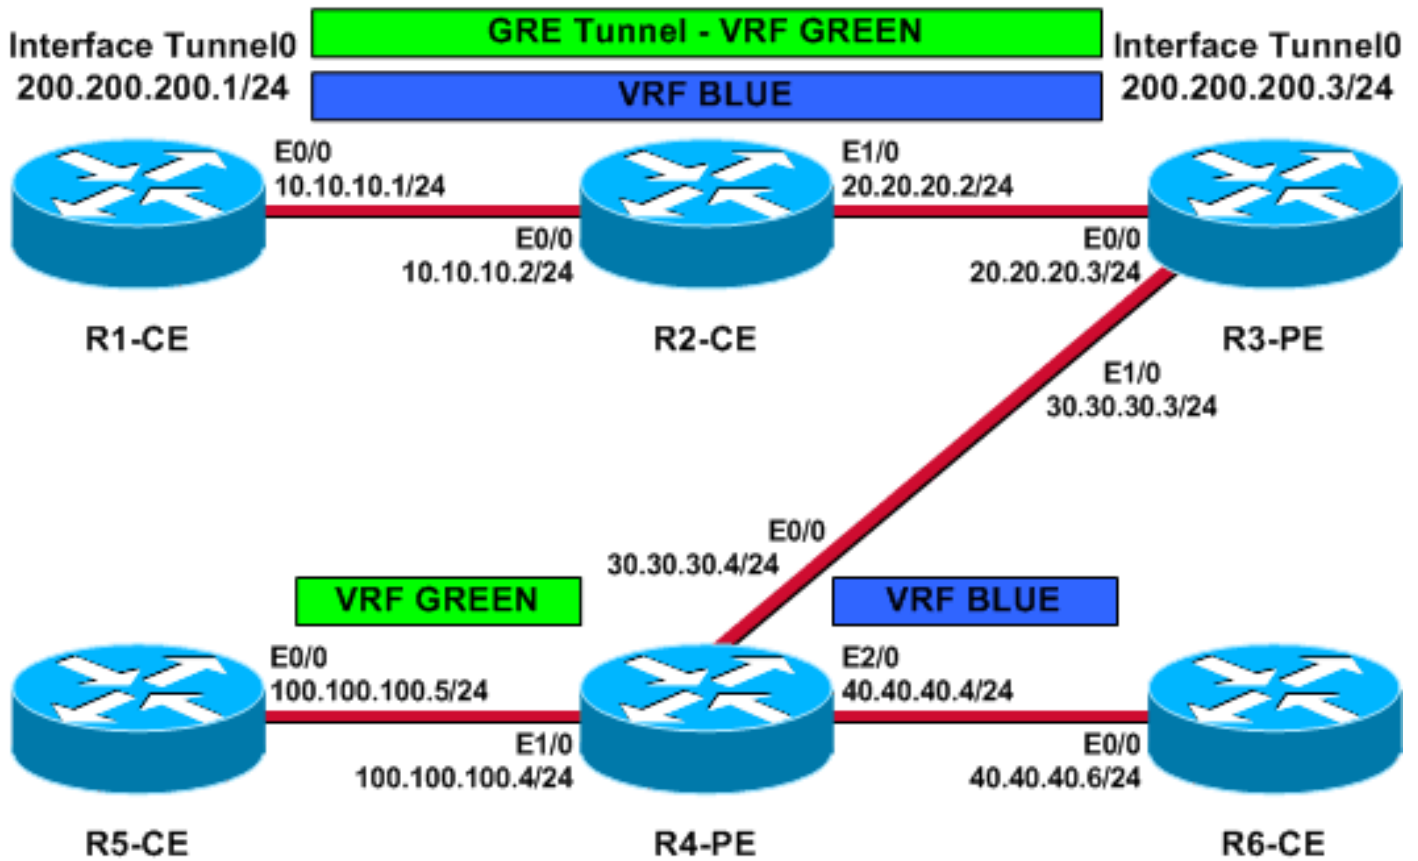 GRE Tunnel - VRF GREEN
Interface Tunnel0
200.200.200.1/24
Interface Tunnel0
200.200.200.3/24
VRF BLUE
E0/0
10.10.10.1/24
E1/0
20.20.20.2/24
E0/0
10.10.10.2/24
E0/0
20.20.20.3/24
R1-CE
R2-CE
R3-PE
E1/0
30.30.30.3/24
E0/0
30.30.30.4/24
VRF GREEN
VRF BLUE
E0/0
100.100.100.5/24
E2/0
40.40.40.4/24
E1/0
100.100.100.4/24
E0/0
40.40.40.6/24
R5-CE
R4-PE
R6-CE